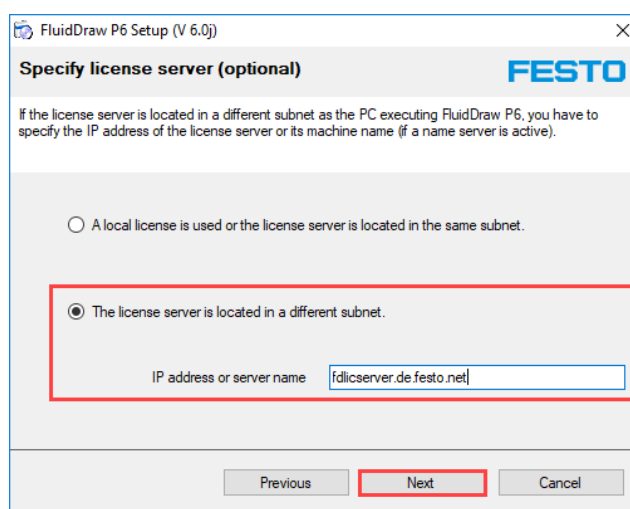 FluidDraw P6 Setup (V 6.0j)
Specify license server (optional)
FESTO
If the license server is located in a different subnet as the PC executing FluidDraw P6, you have to
specify the IP address of the license server or its machine name (if a name server is active).
A local license is used or the license server is located in the same subnet.
The license server is located in a different subnet.
IP address or server name fdlicserver.de.festo.net
Previous Next Cancel